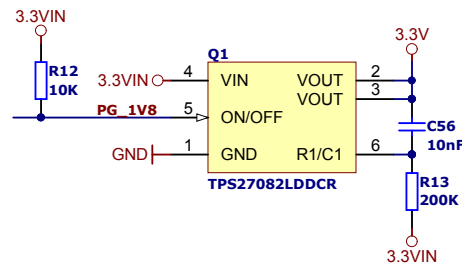 3.3VIN
R12
10K
PG_1V8
3.3VIN
GND
Q1
4
5
1
VIN
ON/OFF
GND
VOUT
VOUT
R1/C1
2
3
6
TPS27082LDDCR
3.3V
C56
10nF
R13
200K
3.3VIN